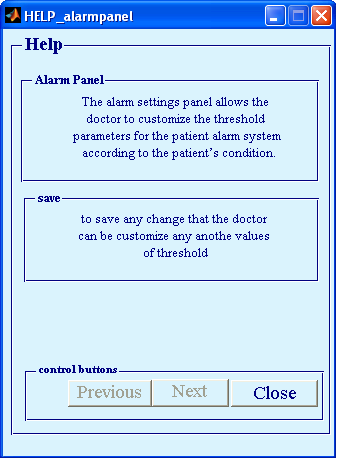 HELP_alarmpanel
Help
Alarm Panel
The alarm settings panel allows the
doctor to customize the threshold
parameters for the patient alarm system
according to the patient's condition.
save
to save any change that the doctor
can be customize any anothe values
of threshold
control buttons
Previous Next Close